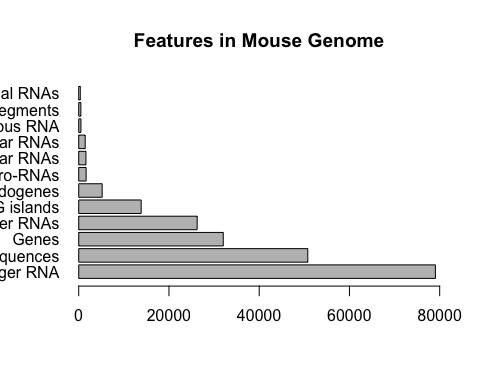 Features in Mouse Genome
al RNAs
egments
ous RNA
ar RNAs
ar RNAs
ro-RNAs
dogenes
G islands
er RNAs
Genes
quences
ger RNA
0 20000 40000 60000 80000